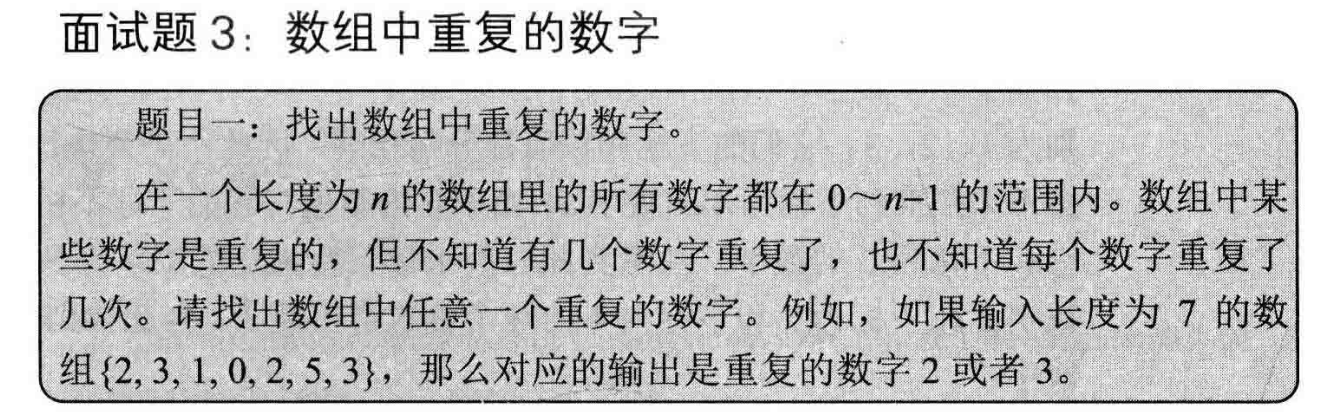 面试题 3：数组中重复的数字
题目一：找出数组中重复的数字。
在一个长度为 n 的数组里的所有数字都在 0～n–1 的范围内。数组中某
些数字是重复的，但不知道有几个数字重复了，也不知道每个数字重复了
几次。请找出数组中任意一个重复的数字。例如，如果输入长度为 7 的数
组{2, 3, 1, 0, 2, 5, 3}，那么对应的输出是重复的数字 2 或者 3。